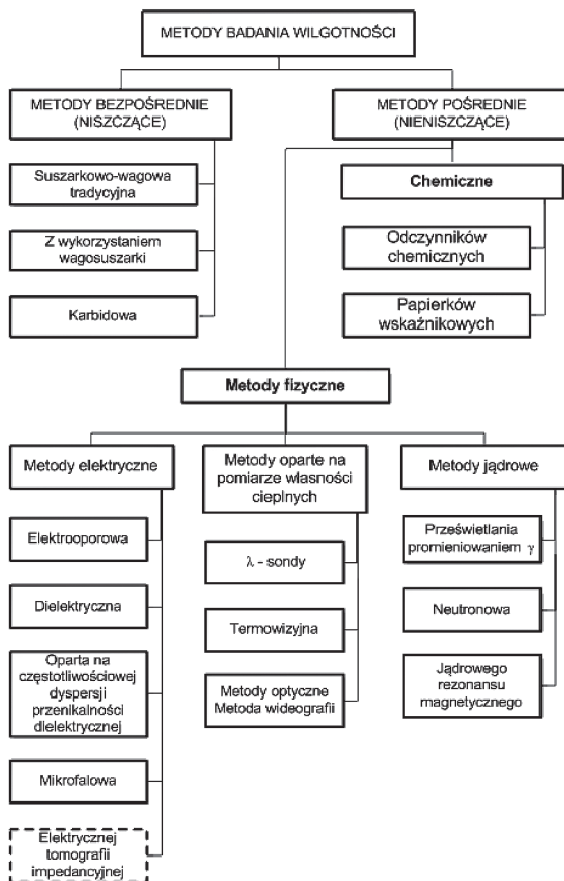 METODY BADANIA WILGOTNOŚCI
METODY BEZPOŚREDNIE
(NISZCZĄCE)
METODY POŚREDNIE
(NIENISZCZĄCE)
Suszarkowo-wagowa
tradycyjna
Z wykorzystaniem
wagosuszarki
Karbidowa
Chemiczne
Odczynników
chemicznych
Papierków
wskaźnikowych
Metody fizyczne
Metody elektryczne
Elektrooporowa
Dielektryczna
Oparta na
częstotliwościowej
dyspersji
przenikalności
dielektrycznej
Mikrofalowa
Elektrycznej
tomografii
impedancyjnej
Metody oparte na
pomiarze własności
cieplnych
λ - sondy
Termowizyjna
Metody optyczne
Metoda wideografii
Metody jądrowe
Prześwietlania
promieniowaniem γ
Neutronowa
Jądrowego
rezonansu
magnetycznego